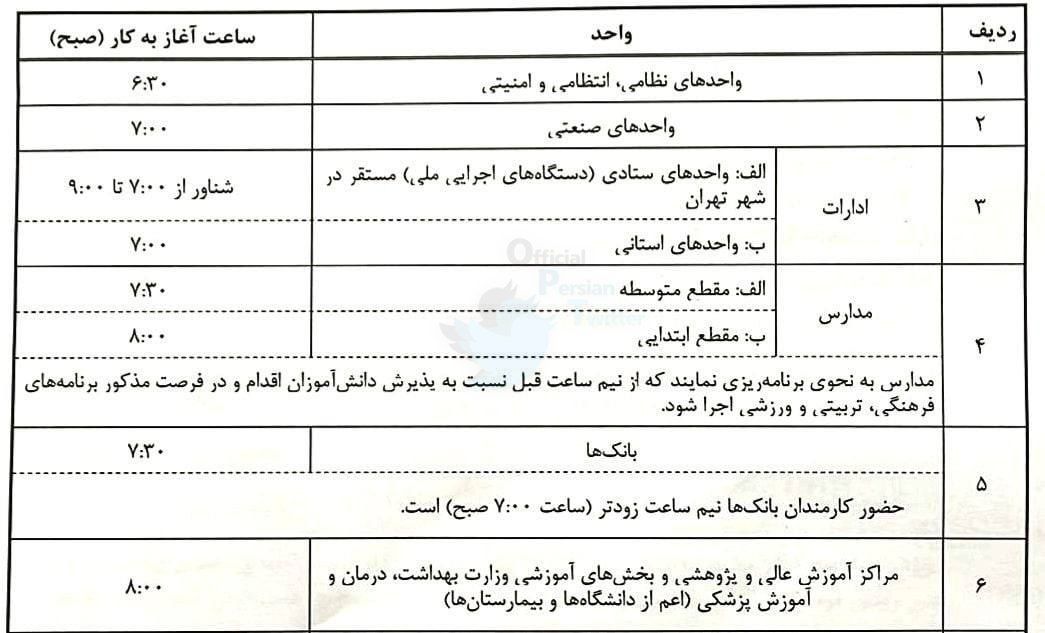 ردیف واحد ساعت آغاز به کار (صبح)
۱ واحدهای نظامی، انتظامی و امنیتی ۶:۳۰
۲ واحدهای صنعتی ۷:۰۰
۳ ادارات الف: واحدهای ستادی (دستگاه‌های اجرایی ملی) مستقر در
شهر تهران شناور از ۷:۰۰ تا ۹:۰۰
ب: واحدهای استانی ۷:۰۰
Official
Persian
Twitter
۴ مدارس الف: مقطع متوسطه ۷:۳۰
ب: مقطع ابتدایی ۸:۰۰
مدارس به نحوی برنامه‌ریزی نمایند که از نیم ساعت قبل نسبت به پذیرش دانش‌آموزان اقدام و در فرصت مذکور برنامه‌های
فرهنگی، تربیتی و ورزشی اجرا شود.
۵ بانک‌ها ۷:۳۰
حضور کارمندان بانک‌ها نیم ساعت زودتر (ساعت ۷:۰۰ صبح) است.
۶ مراکز آموزش عالی و پژوهشی و بخش‌های آموزشی وزارت بهداشت، درمان و
آموزش پزشکی (اعم از دانشگاه‌ها و بیمارستان‌ها) ۸:۰۰